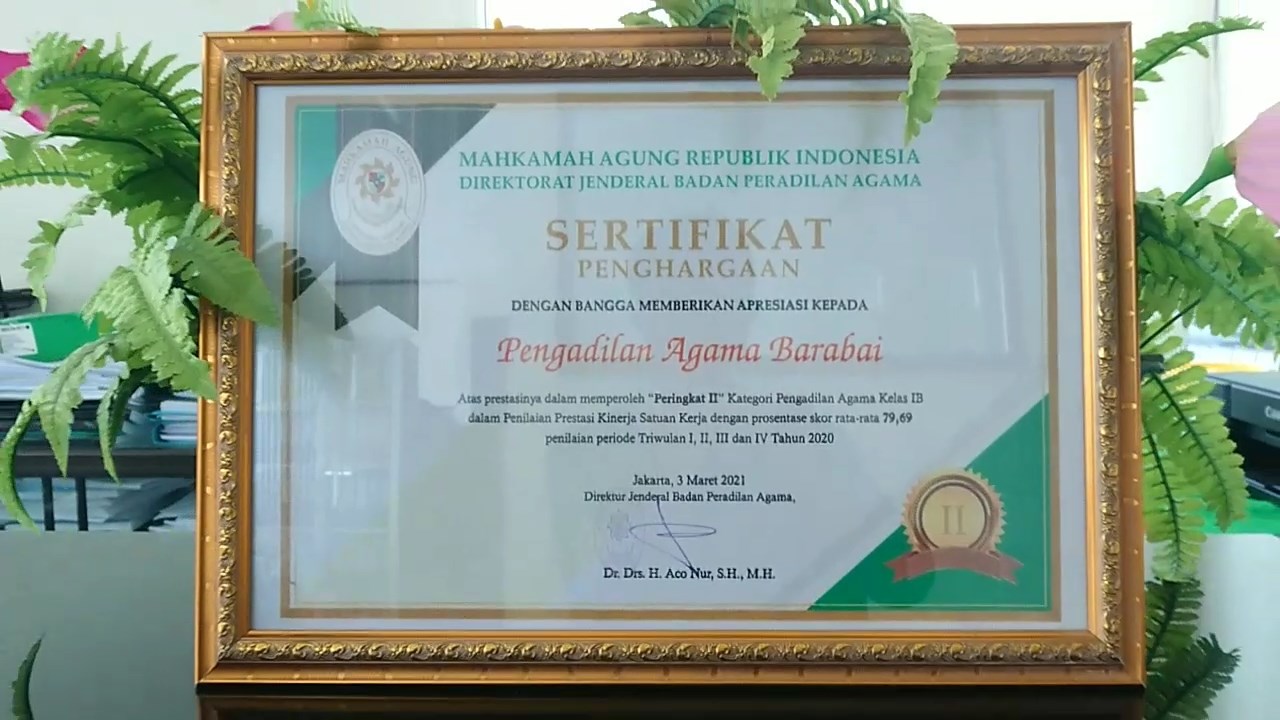 MAHKAMAH AGUNG
MAHKAMAH AGUNG REPUBLIK INDONESIA
DIREKTORAT JENDERAL BADAN PERADILAN AGAMA
SERTIFIKAT
PENGHARGAAN
DENGAN BANGGA MEMBERIKAN APRESIASI KEPADA
Pengadilan Agama Barabai
Atas prestasinya dalam memperoleh "Peringkat II" Kategori Pengadilan Agama Kelas IB
dalam Penilaian Prestasi Kinerja Satuan Kerja dengan prosentase skor rata-rata 79,69
penilaian periode Triwulan I, II, III dan IV Tahun 2020
Jakarta, 3 Maret 2021
Direktur Jenderal Badan Peradilan Agama,
II
Dr. Drs. H. Aco Nur, S.H., M.H.